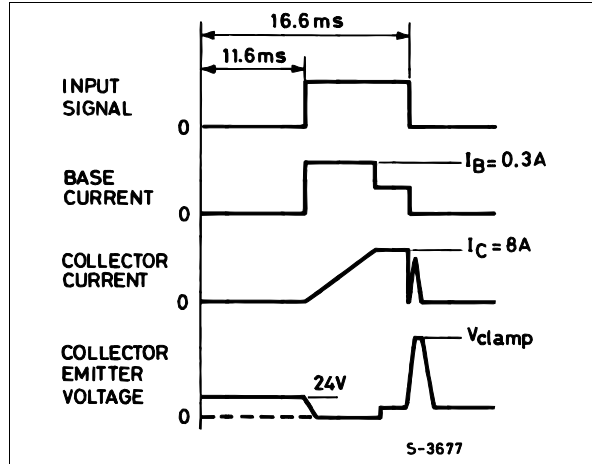 16.6ms
11.6ms
INPUT
SIGNAL
0
IB=0.3A
BASE
CURRENT
0
IC=8A
COLLECTOR
CURRENT
0
Vclamp
COLLECTOR
EMITTER
VOLTAGE
24V
0
S-3677